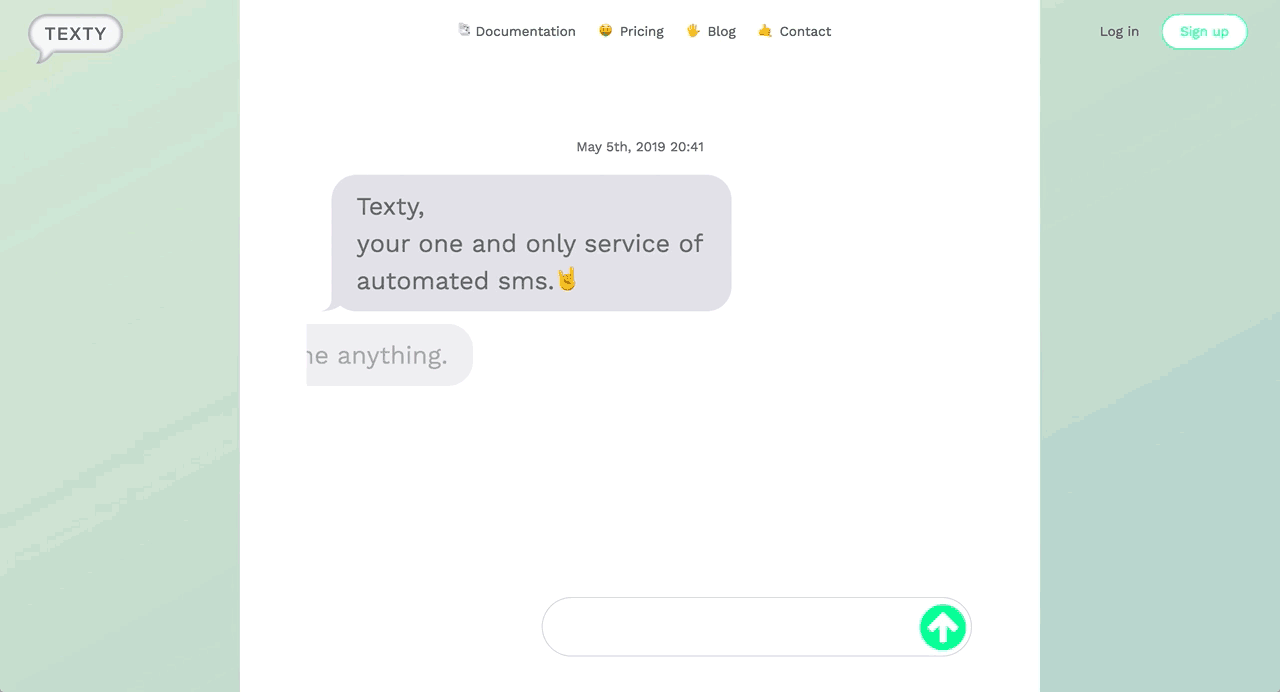 TEXTY
📄 Documentation
🤑 Pricing
🖐 Blog
🤙 Contact
Log in
Sign up
May 5th, 2019 20:41
Texty,
your one and only service of
automated sms.🤘
anything.